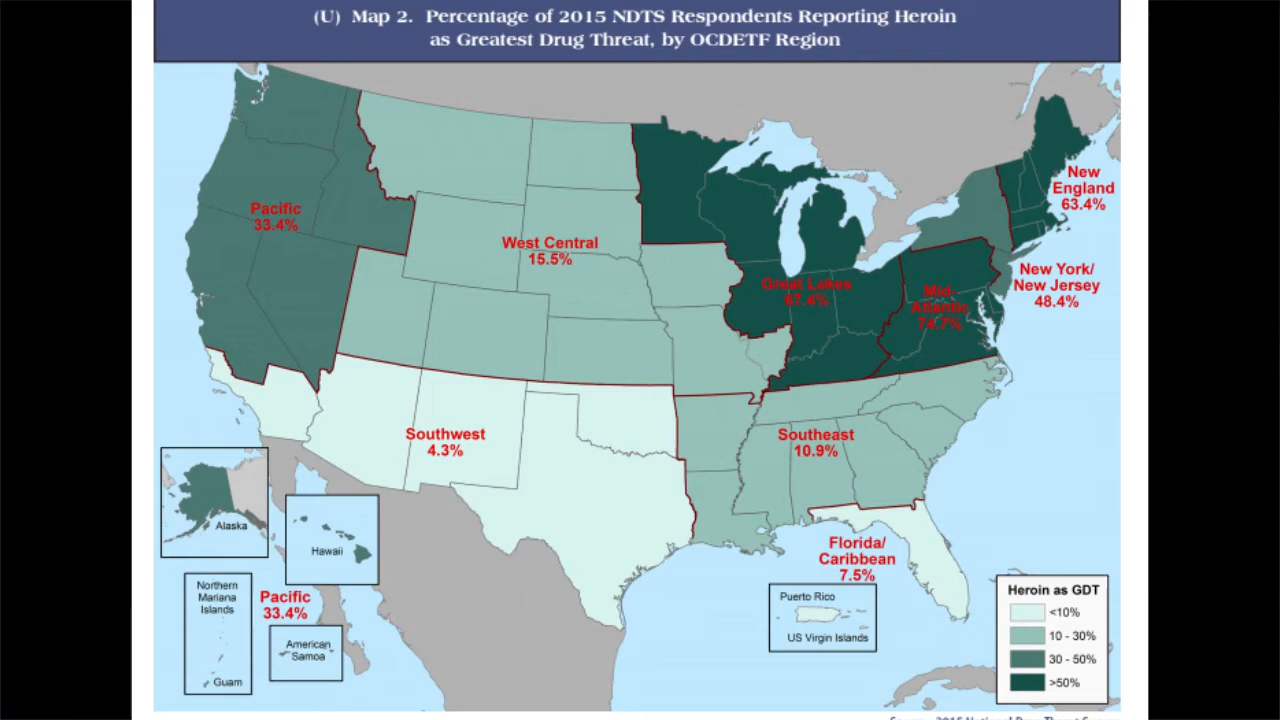 (U) Map 2. Percentage of 2015 NDTS Respondents Reporting Heroin
as Greatest Drug Threat, by OCDETF Region
Pacific
33.4%
West Central
15.5%
Great Lakes
67.4%
Mid-
Atlantic
74.7%
New
England
63.4%
New York/
New Jersey
48.4%
Southwest
4.3%
Southeast
10.9%
Florida/
Caribbean
7.5%
Alaska
Hawaii
Northern
Mariana
Islands
Guam
Pacific
33.4%
American
Samoa
Puerto Rico
US Virgin Islands
Heroin as GDT
<10%
10 - 30%
30 - 50%
>50%